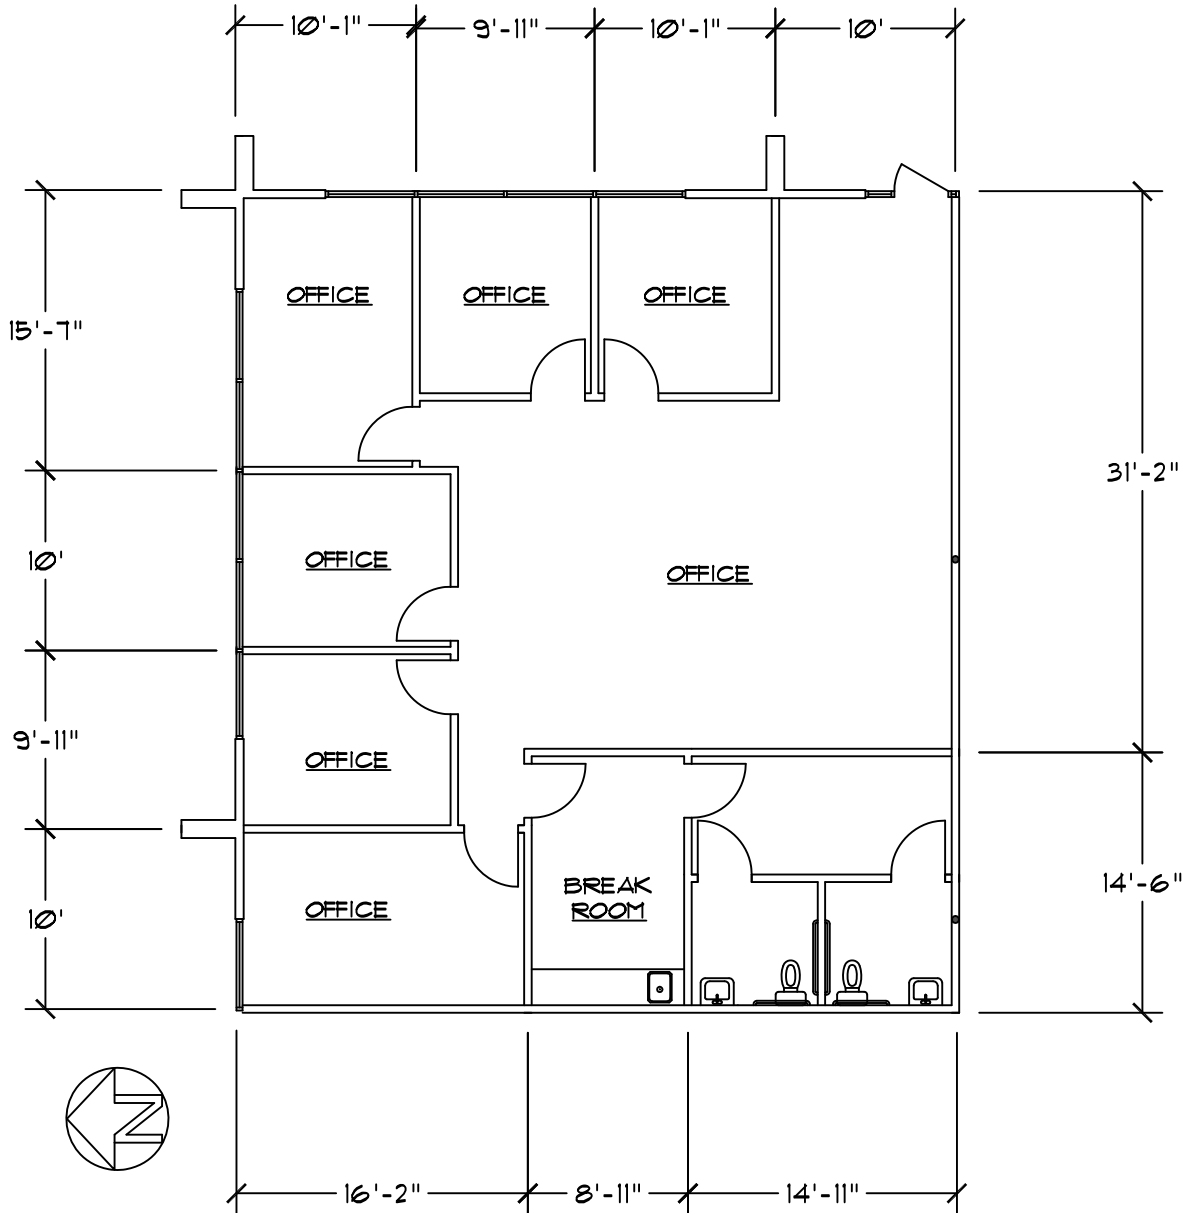 10'-1" 9'-11" 10'-1" 10'
OFFICE OFFICE OFFICE
15'-7"
31'-2"
10' OFFICE
OFFICE
9'-11"
OFFICE
14'-6"
BREAK
ROOM
OFFICE
10'
N
16'-2" 8'-11" 14'-11"